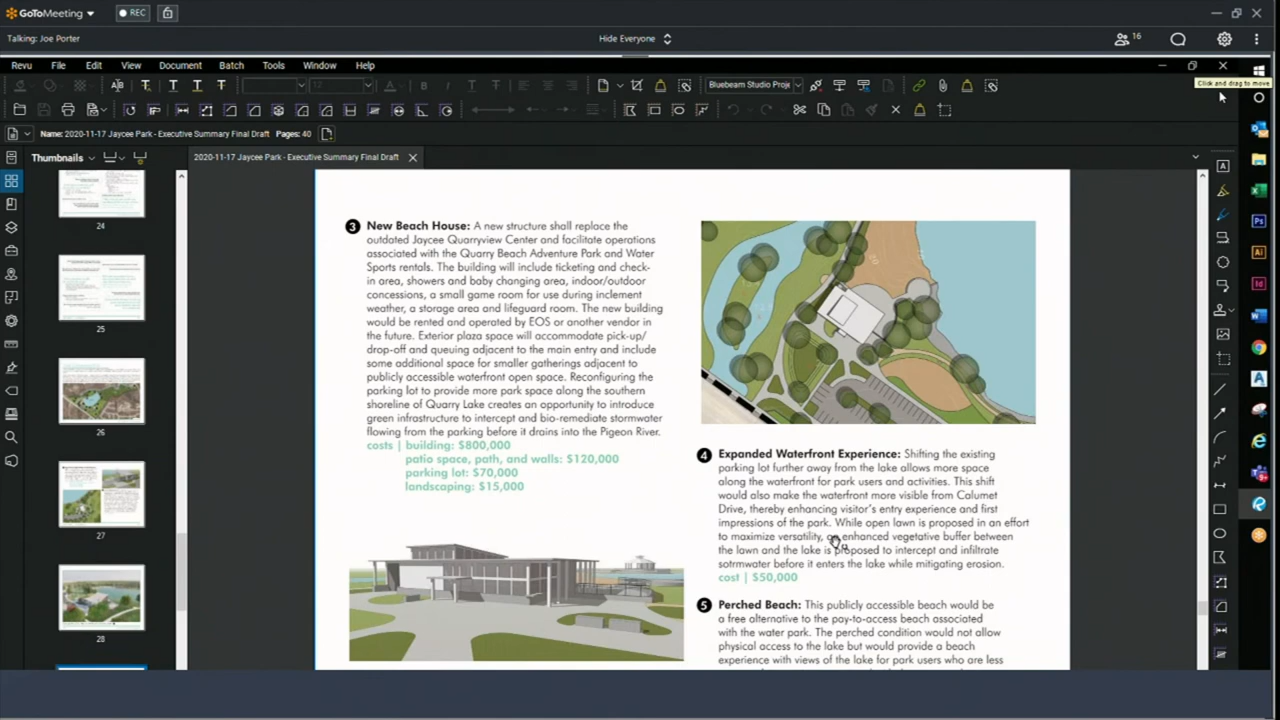 GoToMeeting
REC
Talking: Joe Porter
Hide Everyone
16
Revu File Edit View Document Batch Tools Window Help
Click and drag to move
12
Bluebeam Studio Proje
Name: 2020-11-17 Jaycee Park - Executive Summary Final Draft Pages: 40
Thumbnails
2020-11-17 Jaycee Park - Executive Summary Final Draft
24
25
26
27
28
3 New Beach House: A new structure shall replace the
outdated Jaycee Quarryview Center and facilitate operations
associated with the Quarry Beach Adventure Park and Water
Sports rentals. The building will include ticketing and check-
in area, showers and baby changing area, indoor/outdoor
concessions, a small game room for use during inclement
weather, a storage area and lifeguard room. The new building
would be rented and operated by EOS or another vendor in
the future. Exterior plaza space will accommodate pick-up/
drop-off and queuing adjacent to the main entry and include
some additional space for smaller gatherings adjacent to
publicly accessible waterfront open space. Reconfiguring the
parking lot to provide more park space along the southern
shoreline of Quarry Lake creates an opportunity to introduce
green infrastructure to intercept and bio-remediate stormwater
flowing from the parking before it drains into the Pigeon River.
costs | building: $800,000
patio space, path, and walls: $120,000
parking lot: $70,000
landscaping: $15,000
4 Expanded Waterfront Experience: Shifting the existing
parking lot further away from the lake allows more space
along the waterfront for park users and activities. This shift
would also make the waterfront more visible from Calumet
Drive, thereby enhancing visitor's entry experience and first
impressions of the park. While open lawn is proposed in an effort
to maximize versatility, an enhanced vegetative buffer between
the lawn and the lake is proposed to intercept and infiltrate
sotrmwater before it enters the lake while mitigating erosion.
cost | $50,000
5 Perched Beach: This publicly accessible beach would be
a free alternative to the pay-to-access beach associated
with the water park. The perched condition would not allow
physical access to the lake but would provide a beach
experience with views of the lake for park users who are less